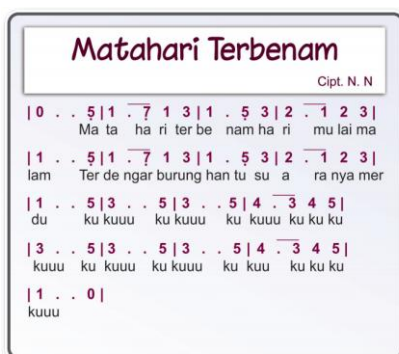 Matahari Terbenam
Cipt. N. N
|0 . . 5̣|1 . 7̣ 1 3|1 . 5̣ 3|2 . 1 2 3|
Ma ta ha ri ter be nam ha ri mu lai ma
|1 . . 5̣|1 . 7̣ 1 3|1 . 5̣ 3|2 . 1 2 3|
lam Ter de ngar burung han tu su a ra nya mer
|1 . . 5|3 . . 5|3 . . 5|4 . 3 4 5|
du ku kuuu ku kuuu ku kuuu ku ku ku
|3 . . 5|3 . . 5|3 . . 5|4 . 3 4 5|
kuuu ku kuuu ku kuuu ku kuu ku ku ku
|1 . . 0|
kuuu